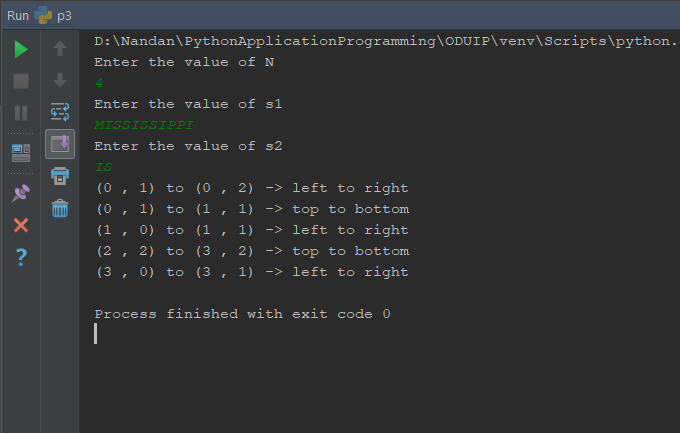 Run p3
D:\Nandan\PythonApplicationProgramming\ODUIP\venv\Scripts\python.
Enter the value of N
4
Enter the value of s1
MISSISSIPPI
Enter the value of s2
IS
(0 , 1) to (0 , 2) -> left to right
(0 , 1) to (1 , 1) -> top to bottom
(1 , 0) to (1 , 1) -> left to right
(2 , 2) to (3 , 2) -> top to bottom
(3 , 0) to (3 , 1) -> left to right
Process finished with exit code 0